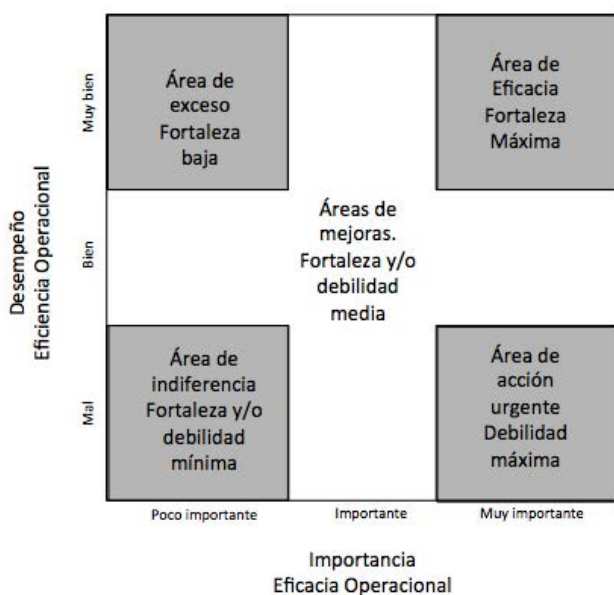 Desempeño
Eficiencia Operacional
Muy bien
Bien
Mal
Área de
exceso
Fortaleza
baja
Área de
Eficacia
Fortaleza
Máxima
Áreas de
mejoras.
Fortaleza y/o
debilidad
media
Área de
indiferencia
Fortaleza y/o
debilidad
mínima
Área de
acción
urgente
Debilidad
máxima
Poco importante
Importante
Muy importante
Importancia
Eficacia Operacional